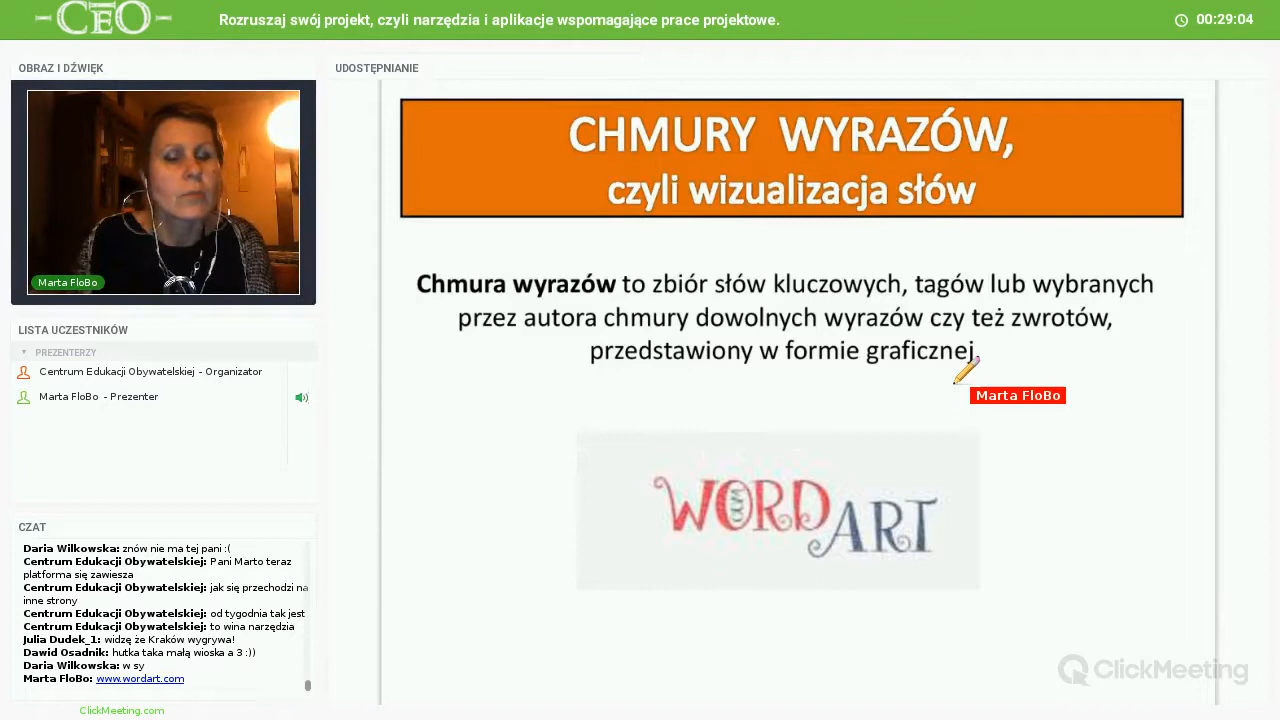 CEO
Rozruszaj swój projekt, czyli narzędzia i aplikacje wspomagające prace projektowe.
00:29:04
OBRAZ I DŹWIĘK
UDOSTĘPNIANIE
Marta FloBo
LISTA UCZESTNIKÓW
PREZENTERZY
Centrum Edukacji Obywatelskiej - Organizator
Marta FloBo - Prezenter
CZAT
Daria Wilkowska: znów nie ma tej pani :(
Centrum Edukacji Obywatelskiej: Pani Marto teraz
platforma się zawiesza
Centrum Edukacji Obywatelskiej: jak się przechodzi na
inne strony
Centrum Edukacji Obywatelskiej: od tygodnia tak jest
Centrum Edukacji Obywatelskiej: to wina narzędzia
Julia Dudek_1: widzę że Kraków wygrywa!
Dawid Osadnik: hutka taka małą wioska a 3 :))
Daria Wilkowska: w sy
Marta FloBo: www.wordart.com
ClickMeeting.com
CHMURY WYRAZÓW,
czyli wizualizacja słów
Chmura wyrazów to zbiór słów kluczowych, tagów lub wybranych
przez autora chmury dowolnych wyrazów czy też zwrotów,
przedstawiony w formie graficznej.
Marta FloBo
WORD
ART
.COM
ClickMeeting